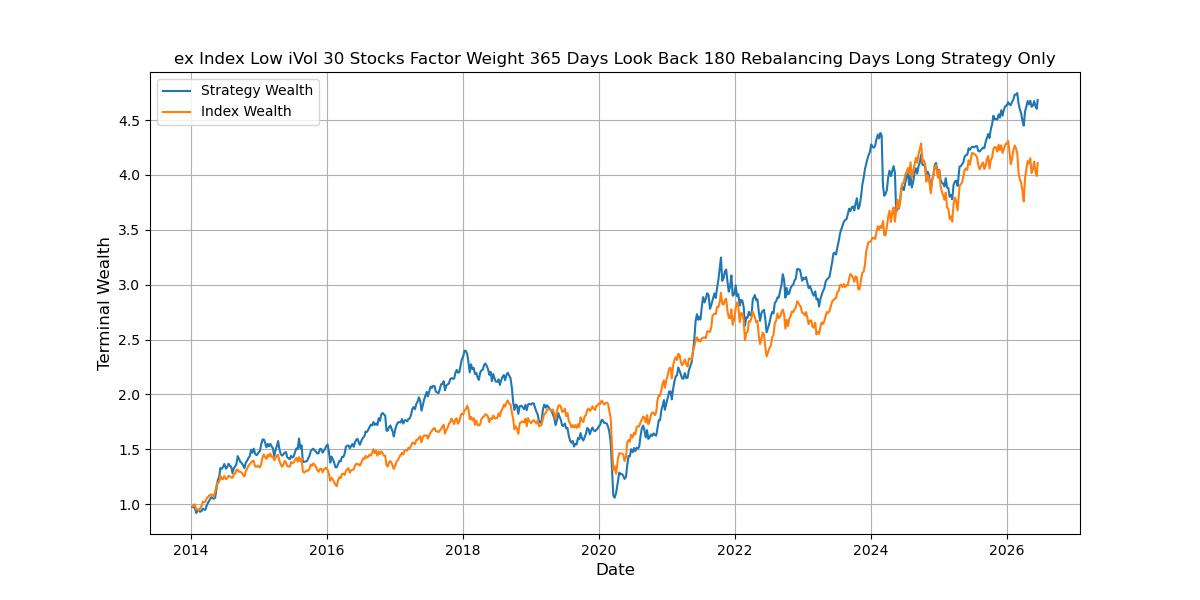 ex Index Low iVol 30 Stocks Factor Weight 365 Days Look Back 180 Rebalancing Days Long Strategy Only
Strategy Wealth
Index Wealth
Terminal Wealth
4.5
4.0
3.5
3.0
2.5
2.0
1.5
1.0
2014 2016 2018 2020 2022 2024 2026
Date